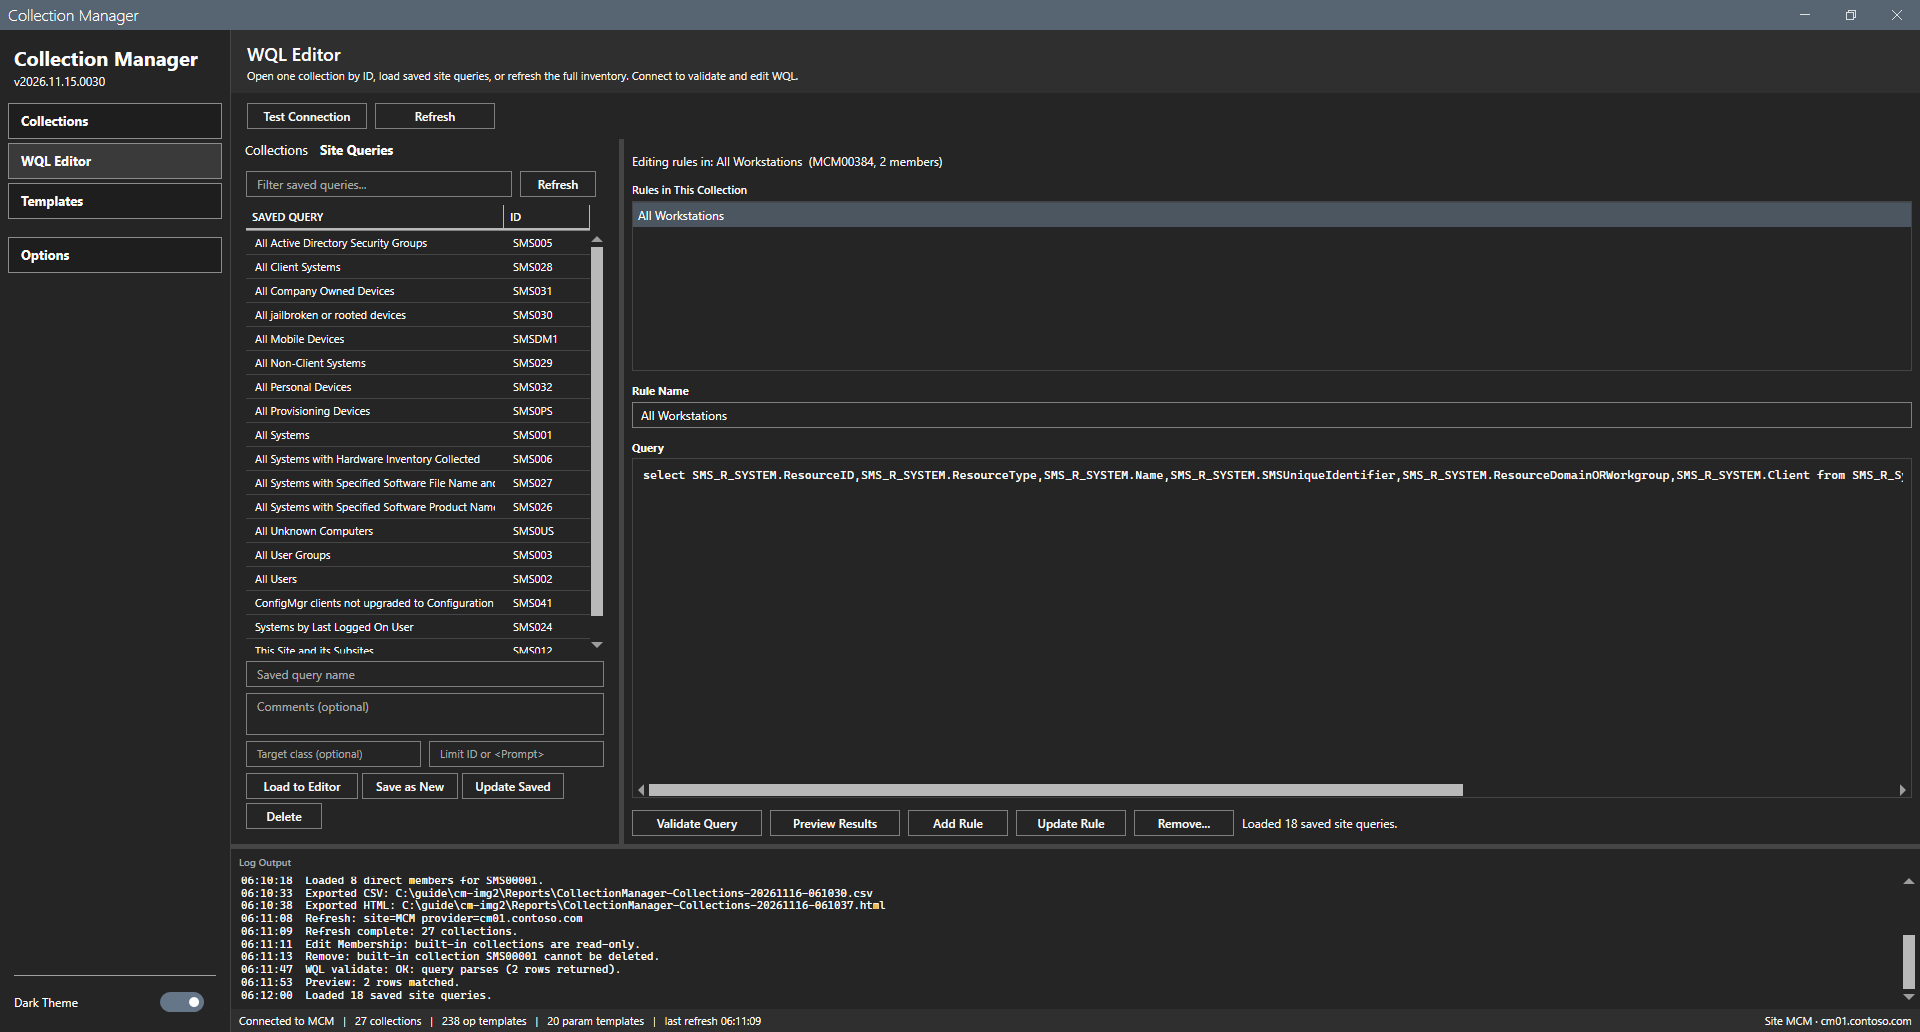 Collection Manager
Collection Manager
v2026.11.15.0030
Collections
WQL Editor
Templates
Options
Dark Theme
WQL Editor
Open one collection by ID, load saved site queries, or refresh the full inventory. Connect to validate and edit WQL.
Test Connection
Refresh
Collections
Site Queries
Filter saved queries...
Refresh
SAVED QUERY ID
All Active Directory Security Groups SMS005
All Client Systems SMS028
All Company Owned Devices SMS031
All jailbroken or rooted devices SMS030
All Mobile Devices SMSDM1
All Non-Client Systems SMS029
All Personal Devices SMS032
All Provisioning Devices SMS0PS
All Systems SMS001
All Systems with Hardware Inventory Collected SMS006
All Systems with Specified Software File Name and SMS027
All Systems with Specified Software Product Name SMS026
All Unknown Computers SMS0US
All User Groups SMS003
All Users SMS002
ConfigMgr clients not upgraded to Configuration SMS041
Systems by Last Logged On User SMS024
This Site and its Subsites SMS012
Saved query name
Comments (optional)
Target class (optional)
Limit ID or <Prompt>
Load to Editor
Save as New
Update Saved
Delete
Editing rules in: All Workstations (MCM00384, 2 members)
Rules in This Collection
All Workstations
Rule Name
All Workstations
Query
select SMS_R_SYSTEM.ResourceID,SMS_R_SYSTEM.ResourceType,SMS_R_SYSTEM.Name,SMS_R_SYSTEM.SMSUniqueIdentifier,SMS_R_SYSTEM.ResourceDomainORWorkgroup,SMS_R_SYSTEM.Client from SMS_R_Sy
Validate Query
Preview Results
Add Rule
Update Rule
Remove...
Loaded 18 saved site queries.
Log Output
06:10:18 Loaded 8 direct members for SMS00001.
06:10:33 Exported CSV: C:\guide\cm-img2\Reports\CollectionManager-Collections-20261116-061030.csv
06:10:38 Exported HTML: C:\guide\cm-img2\Reports\CollectionManager-Collections-20261116-061037.html
06:11:08 Refresh: site=MCM provider=cm01.contoso.com
06:11:09 Refresh complete: 27 collections.
06:11:11 Edit Membership: built-in collections are read-only.
06:11:13 Remove: built-in collection SMS00001 cannot be deleted.
06:11:47 WQL validate: OK: query parses (2 rows returned).
06:11:53 Preview: 2 rows matched.
06:12:00 Loaded 18 saved site queries.
Connected to MCM | 27 collections | 238 op templates | 20 param templates | last refresh 06:11:09
Site MCM · cm01.contoso.com